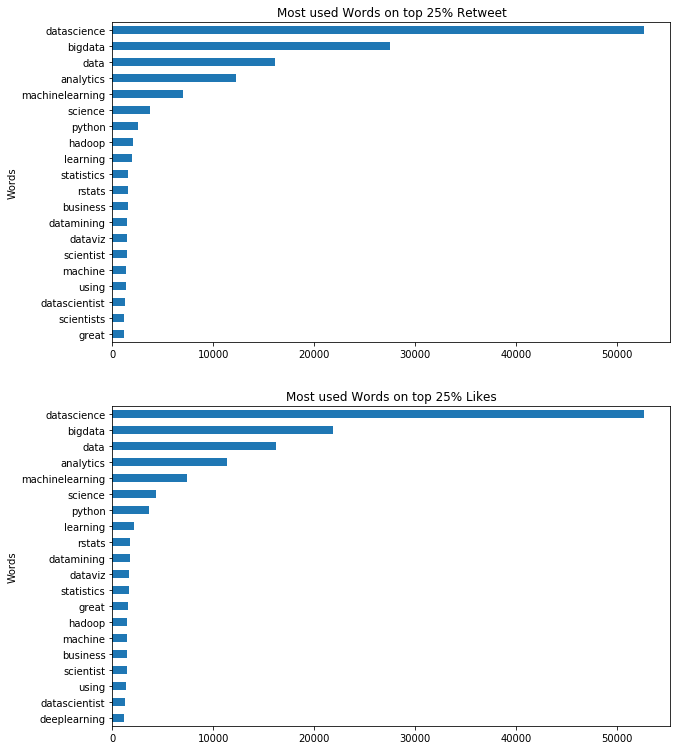 Most used Words on top 25% Retweet
Words
datascience
bigdata
data
analytics
machinelearning
science
python
hadoop
learning
statistics
rstats
business
datamining
dataviz
scientist
machine
using
datascientist
scientists
great
0 10000 20000 30000 40000 50000
Most used Words on top 25% Likes
Words
datascience
bigdata
data
analytics
machinelearning
science
python
learning
rstats
datamining
dataviz
statistics
great
hadoop
machine
business
scientist
using
datascientist
deeplearning
0 10000 20000 30000 40000 50000